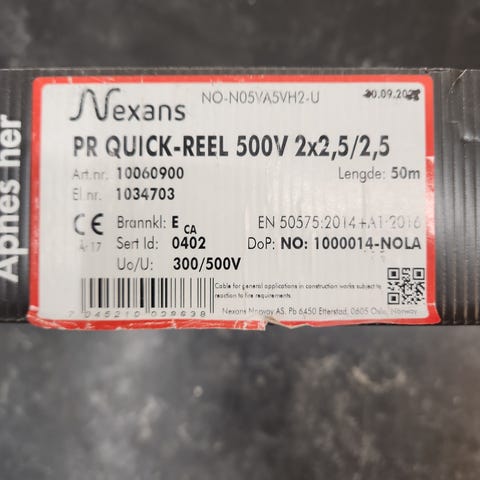 Åpnes her
Nexans
NO-N05VA5VH2-U
PR QUICK-REEL 500V 2x2,5/2,5
Art.nr. 10060900
Lengde: 50m
El.nr. 1034703
CE
År 17
Brannkl: E CA
EN 50575:2014+A1:2016
Sert Id: 0402
DoP: NO: 1000014-NOLA
Uo/U: 300/500V
Cable for general applications in construction works subject to
reaction to fire requirements.
Nexans Norway AS, Pb 6450 Etterstad, 0605 Oslo, Norway